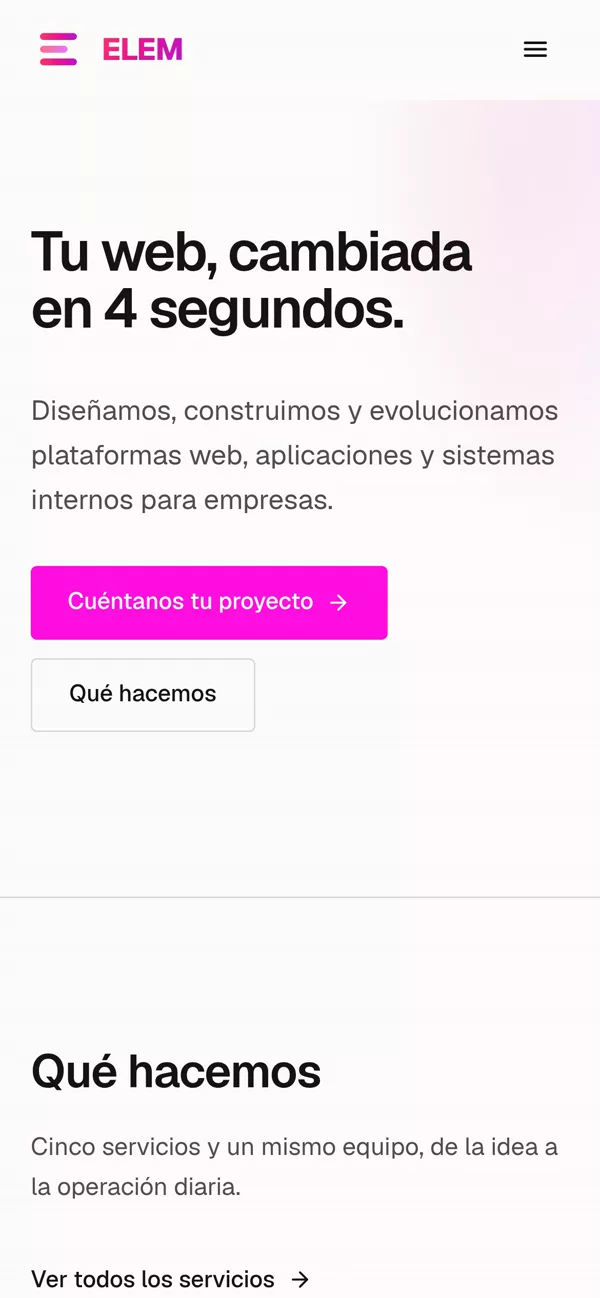 ELEM
Tu web, cambiada
en 4 segundos.
Diseñamos, construimos y evolucionamos
plataformas web, aplicaciones y sistemas
internos para empresas.
Cuéntanos tu proyecto →
Qué hacemos
Qué hacemos
Cinco servicios y un mismo equipo, de la idea a
la operación diaria.
Ver todos los servicios →